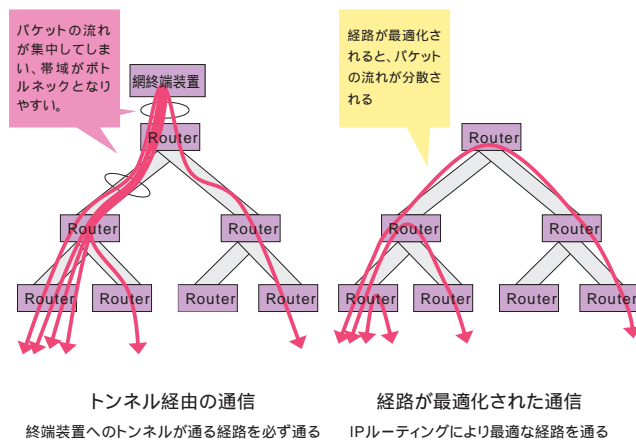 パケットの流れ
が集中してしま
い、帯域がボト
ルネックとなり
やすい。
経路が最適化さ
れると、パケット
の流れが分散さ
れる
網終端装置
Router
Router
Router
Router
Router
Router
Router
Router
Router
Router
Router
Router
Router
Router
トンネル経由の通信
終端装置へのトンネルが通る経路を必ず通る
経路が最適化された通信
IPルーティングにより最適な経路を通る